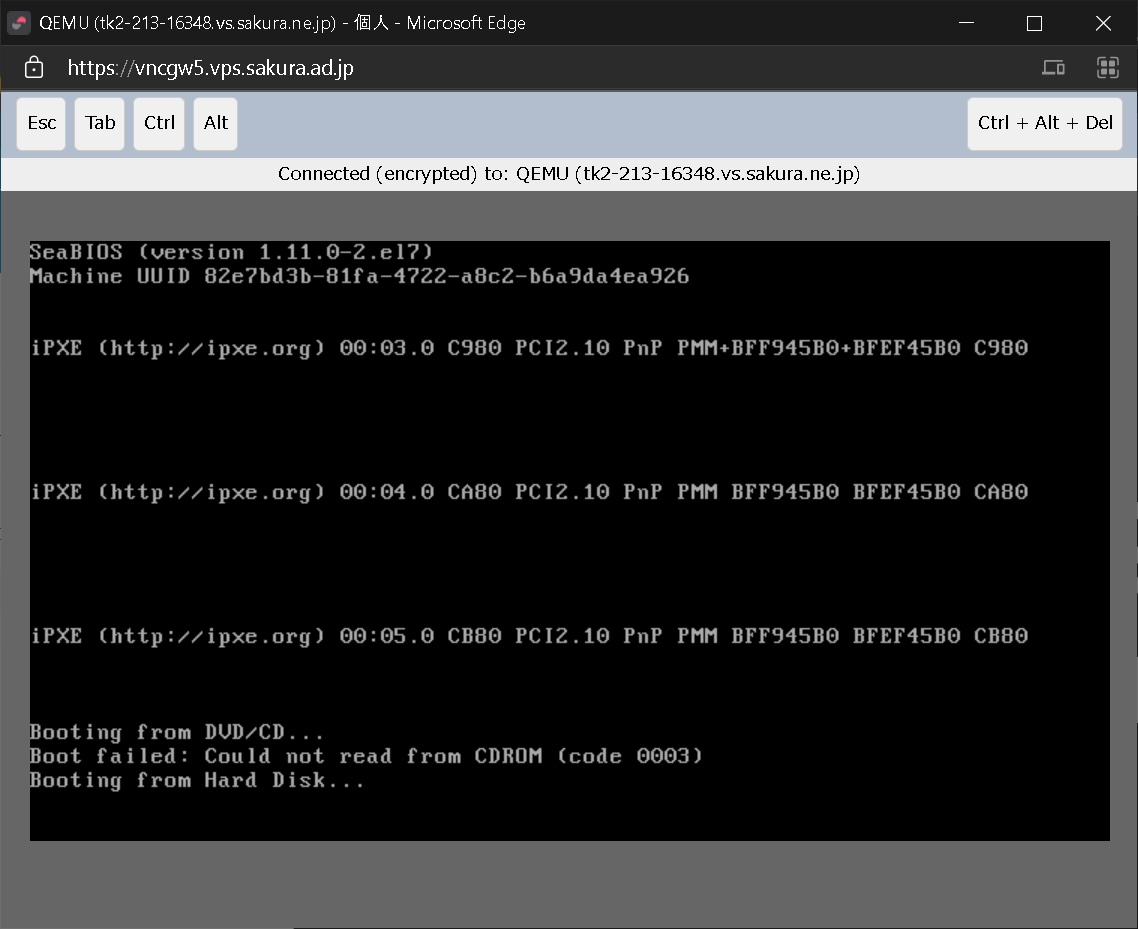 QEMU (tk2-213-16348.vs.sakura.ne.jp) - 個人 - Microsoft Edge
https://vncgw5.vps.sakura.ad.jp
Esc Tab Ctrl Alt Ctrl + Alt + Del
Connected (encrypted) to: QEMU (tk2-213-16348.vs.sakura.ne.jp)
SeaBIOS (version 1.11.0-2.el7)
Machine UUID 82e7bd3b-81fa-4722-a8c2-b6a9da4ea926
iPXE (http://ipxe.org) 00:03.0 C980 PCI2.10 PnP PMM+BFF945B0+BFEF45B0 C980
iPXE (http://ipxe.org) 00:04.0 CA80 PCI2.10 PnP PMM BFF945B0 BFEF45B0 CA80
iPXE (http://ipxe.org) 00:05.0 CB80 PCI2.10 PnP PMM BFF945B0 BFEF45B0 CB80
Booting from DVD/CD...
Boot failed: Could not read from CDROM (code 0003)
Booting from Hard Disk...